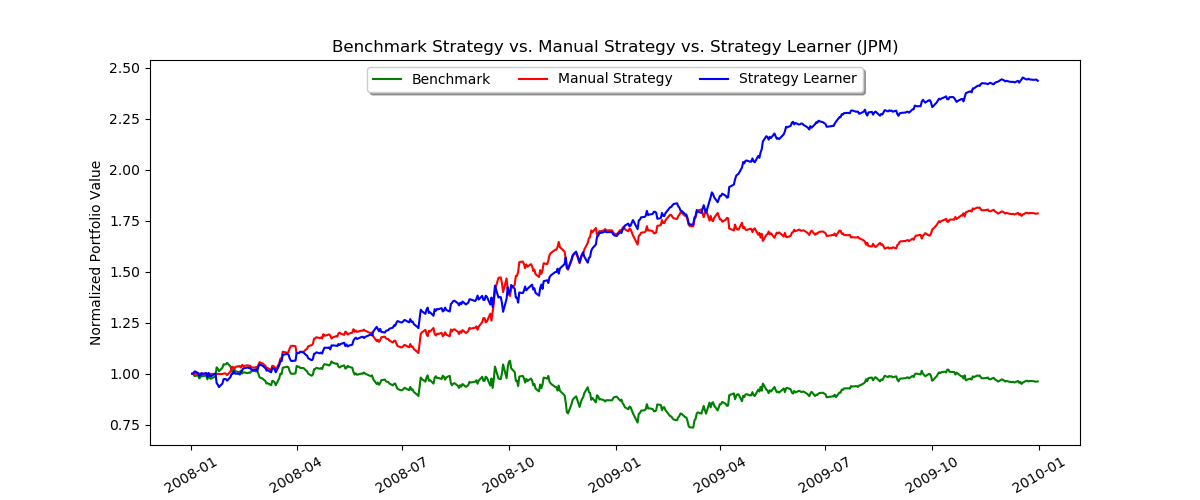 Benchmark Strategy vs. Manual Strategy vs. Strategy Learner (JPM)
Benchmark Manual Strategy Strategy Learner
Normalized Portfolio Value
2.50
2.25
2.00
1.75
1.50
1.25
1.00
0.75
2008-01 2008-04 2008-07 2008-10 2009-01 2009-04 2009-07 2009-10 2010-01